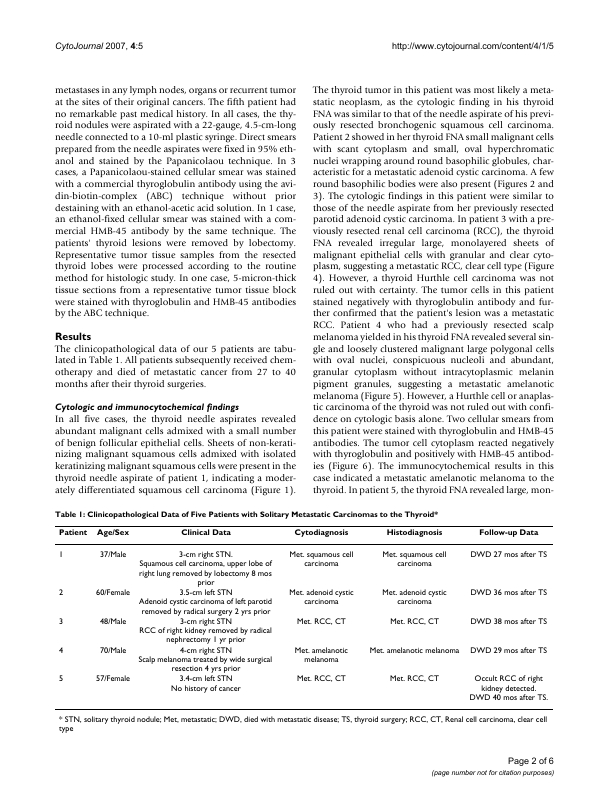 CytoJournal 2007, 4:5
http://www.cytojournal.com/content/4/1/5
metastases in any lymph nodes, organs or recurrent tumor
at the sites of their original cancers. The fifth patient had
no remarkable past medical history. In all cases, the thy-
roid nodules were aspirated with a 22-gauge, 4.5-cm-long
needle connected to a 10-ml plastic syringe. Direct smears
prepared from the needle aspirates were fixed in 95% eth-
anol and stained by the Papanicolaou technique. In 3
cases, a Papanicolaou-stained cellular smear was stained
with a commercial thyroglobulin antibody using the avi-
din-biotin-complex (ABC) technique without prior
destaining with an ethanol-acetic acid solution. In 1 case,
an ethanol-fixed cellular smear was stained with a com-
mercial HMB-45 antibody by the same technique. The
patients' thyroid lesions were removed by lobectomy.
Representative tumor tissue samples from the resected
thyroid lobes were processed according to the routine
method for histologic study. In one case, 5-micron-thick
tissue sections from a representative tumor tissue block
were stained with thyroglobulin and HMB-45 antibodies
by the ABC technique.
Results
The clinicopathological data of our 5 patients are tabu-
lated in Table 1. All patients subsequently received chem-
otherapy and died of metastatic cancer from 27 to 40
months after their thyroid surgeries.
Cytologic and immunocytochemical findings
In all five cases, the thyroid needle aspirates revealed
abundant malignant cells admixed with a small number
of benign follicular epithelial cells. Sheets of non-kerati-
nizing malignant squamous cells admixed with isolated
keratinizing malignant squamous cells were present in the
thyroid needle aspirate of patient 1, indicating a moder-
ately differentiated squamous cell carcinoma (Figure 1).
The thyroid tumor in this patient was most likely a meta-
static neoplasm, as the cytologic finding in his thyroid
FNA was similar to that of the needle aspirate of his previ-
ously resected bronchogenic squamous cell carcinoma.
Patient 2 showed in her thyroid FNA small malignant cells
with scant cytoplasm and small, oval hyperchromatic
nuclei wrapping around round basophilic globules, char-
acteristic for a metastatic adenoid cystic carcinoma. A few
round basophilic bodies were also present (Figures 2 and
3). The cytologic findings in this patient were similar to
those of the needle aspirate from her previously resected
parotid adenoid cystic carcinoma. In patient 3 with a pre-
viously resected renal cell carcinoma (RCC), the thyroid
FNA revealed irregular large, monolayered sheets of
malignant epithelial cells with granular and clear cyto-
plasm, suggesting a metastatic RCC, clear cell type (Figure
4). However, a thyroid Hurthle cell carcinoma was not
ruled out with certainty. The tumor cells in this patient
stained negatively with thyroglobulin antibody and fur-
ther confirmed that the patient's lesion was a metastatic
RCC. Patient 4 who had a previously resected scalp
melanoma yielded in his thyroid FNA revealed several sin-
gle and loosely clustered malignant large polygonal cells
with oval nuclei, conspicuous nucleoli and abundant,
granular cytoplasm without intracytoplasmic melanin
pigment granules, suggesting a metastatic amelanotic
melanoma (Figure 5). However, a Hurthle cell or anaplas-
tic carcinoma of the thyroid was not ruled out with confi-
dence on cytologic basis alone. Two cellular smears from
this patient were stained with thyroglobulin and HMB-45
antibodies. The tumor cell cytoplasm reacted negatively
with thyroglobulin and positively with HMB-45 antibod-
ies (Figure 6). The immunocytochemical results in this
case indicated a metastatic amelanotic melanoma to the
thyroid. In patient 5, the thyroid FNA revealed large, mon-
Table 1: Clinicopathological Data of Five Patients with Solitary Metastatic Carcinomas to the Thyroid*
Patient Age/Sex Clinical Data Cytodiagnosis Histodiagnosis Follow-up Data
1 37/Male 3-cm right STN. Met. squamous cell Met. squamous cell DWD 27 mos after TS
Squamous cell carcinoma, upper lobe of carcinoma carcinoma
right lung removed by lobectomy 8 mos
prior
2 60/Female 3.5-cm left STN Met. adenoid cystic Met. adenoid cystic DWD 36 mos after TS
Adenoid cystic carcinoma of left parotid carcinoma carcinoma
removed by radical surgery 2 yrs prior
3 48/Male 3-cm right STN Met. RCC, CT Met. RCC, CT DWD 38 mos after TS
RCC of right kidney removed by radical
nephrectomy 1 yr prior
4 70/Male 4-cm right STN Met. amelanotic Met. amelanotic melanoma DWD 29 mos after TS
Scalp melanoma treated by wide surgical melanoma
resection 4 yrs prior
5 57/Female 3.4-cm left STN Met. RCC, CT Met. RCC, CT Occult RCC of right
No history of cancer kidney detected.
DWD 40 mos after TS.
* STN, solitary thyroid nodule; Met, metastatic; DWD, died with metastatic disease; TS, thyroid surgery; RCC, CT, Renal cell carcinoma, clear cell
type
Page 2 of 6
(page number not for citation purposes)